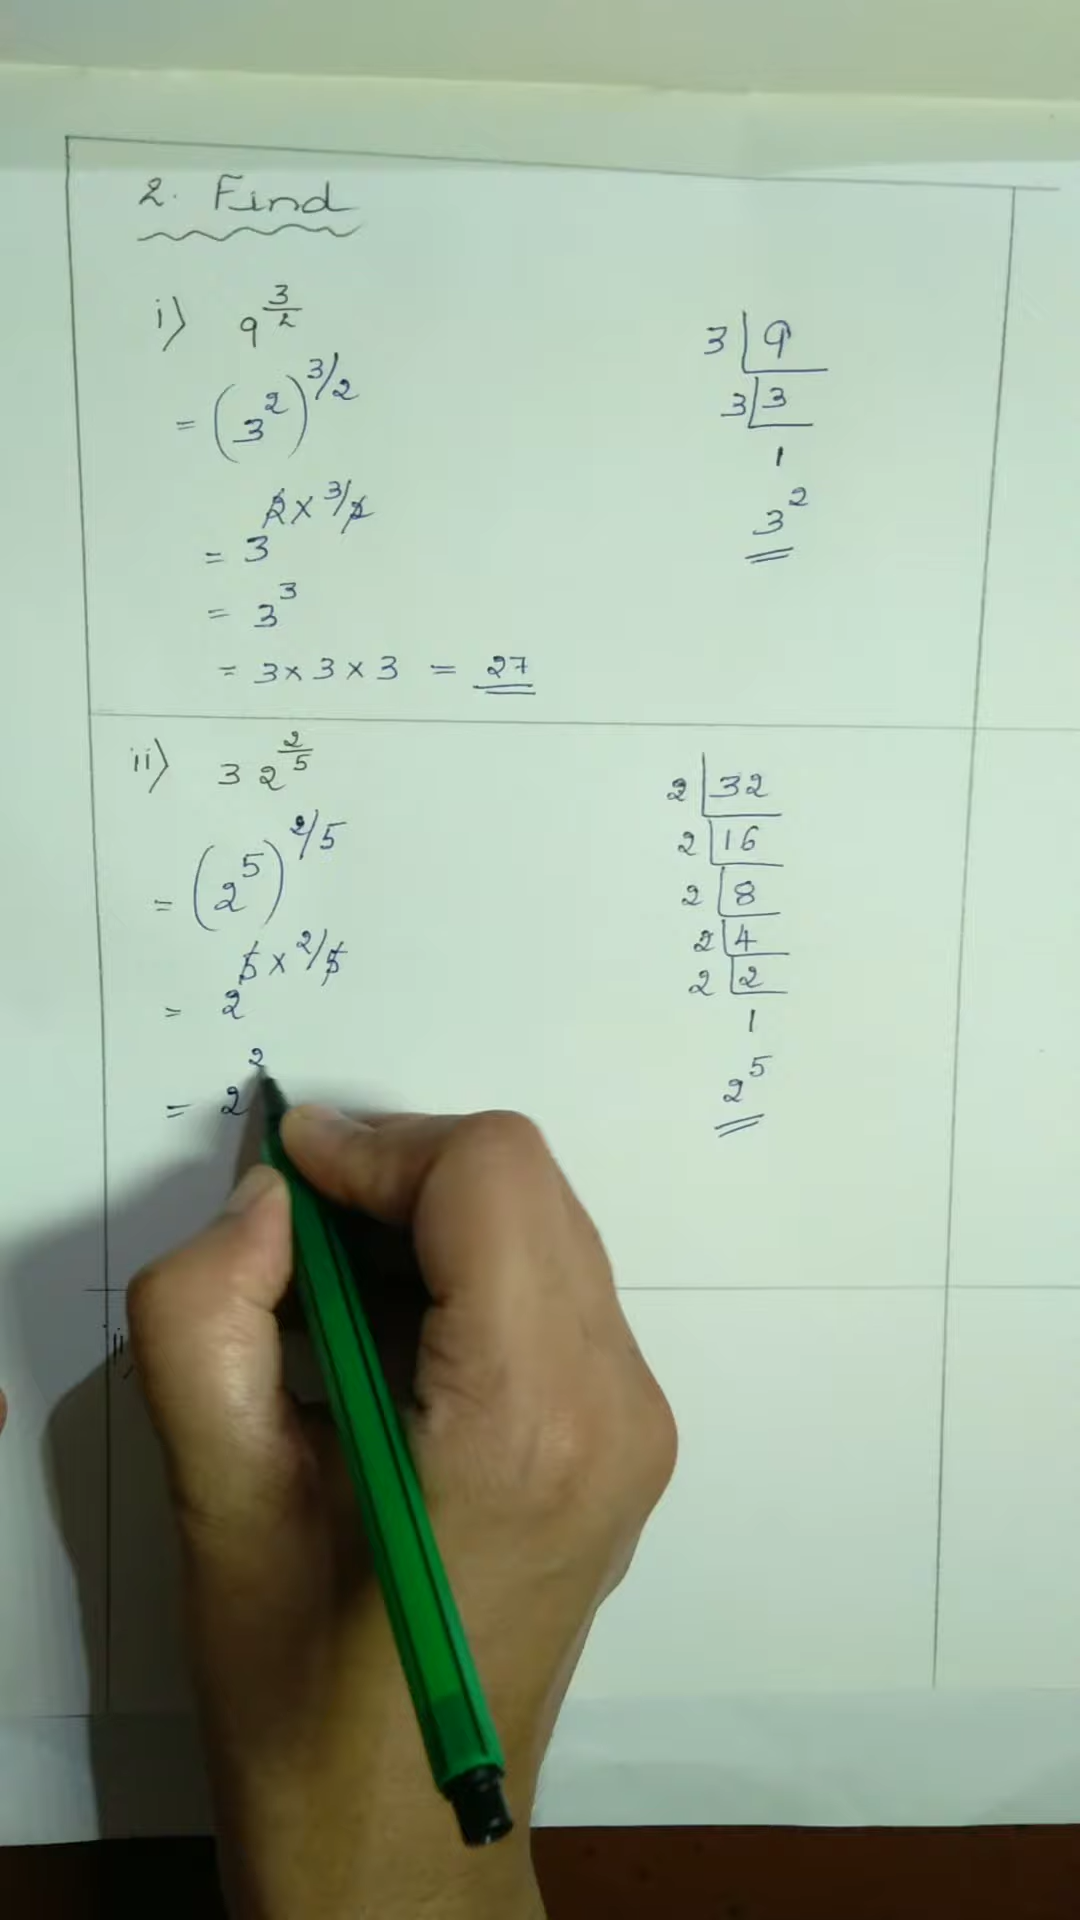 2. Find
i) 9^(3/2)
= (3^2)^(3/2)
= 3^(2 × 3/2)
= 3^3
= 3 × 3 × 3 = 27
3 | 9
3 | 3
1
3^2
ii) 32^(2/5)
= (2^5)^(2/5)
= 2^(5 × 2/5)
= 2^2
2 | 32
2 | 16
2 | 8
2 | 4
2 | 2
1
2^5